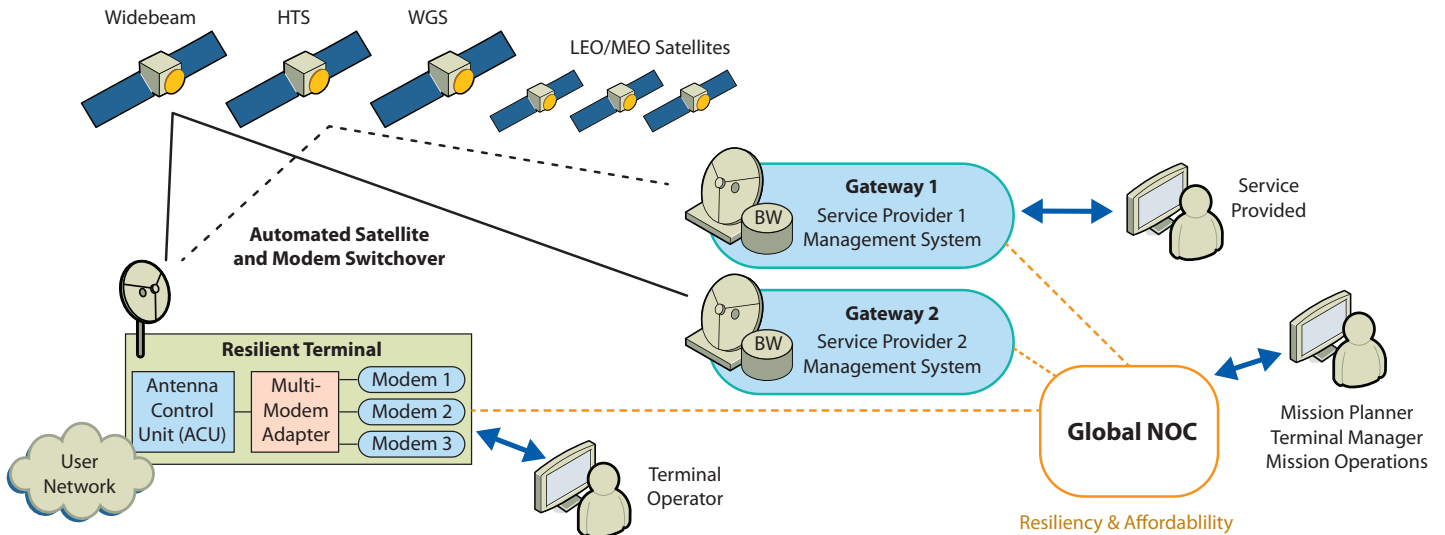 Widebeam
HTS
WGS
LEO/MEO Satellites
Automated Satellite
and Modem Switchover
BW
Gateway 1
Service Provider 1
Management System
Service
Provided
BW
Gateway 2
Service Provider 2
Management System
Resilient Terminal
Antenna
Control
Unit (ACU)
Multi-
Modem
Adapter
Modem 1
Modem 2
Modem 3
User
Network
Terminal
Operator
Global NOC
Mission Planner
Terminal Manager
Mission Operations
Resiliency & Affordablility